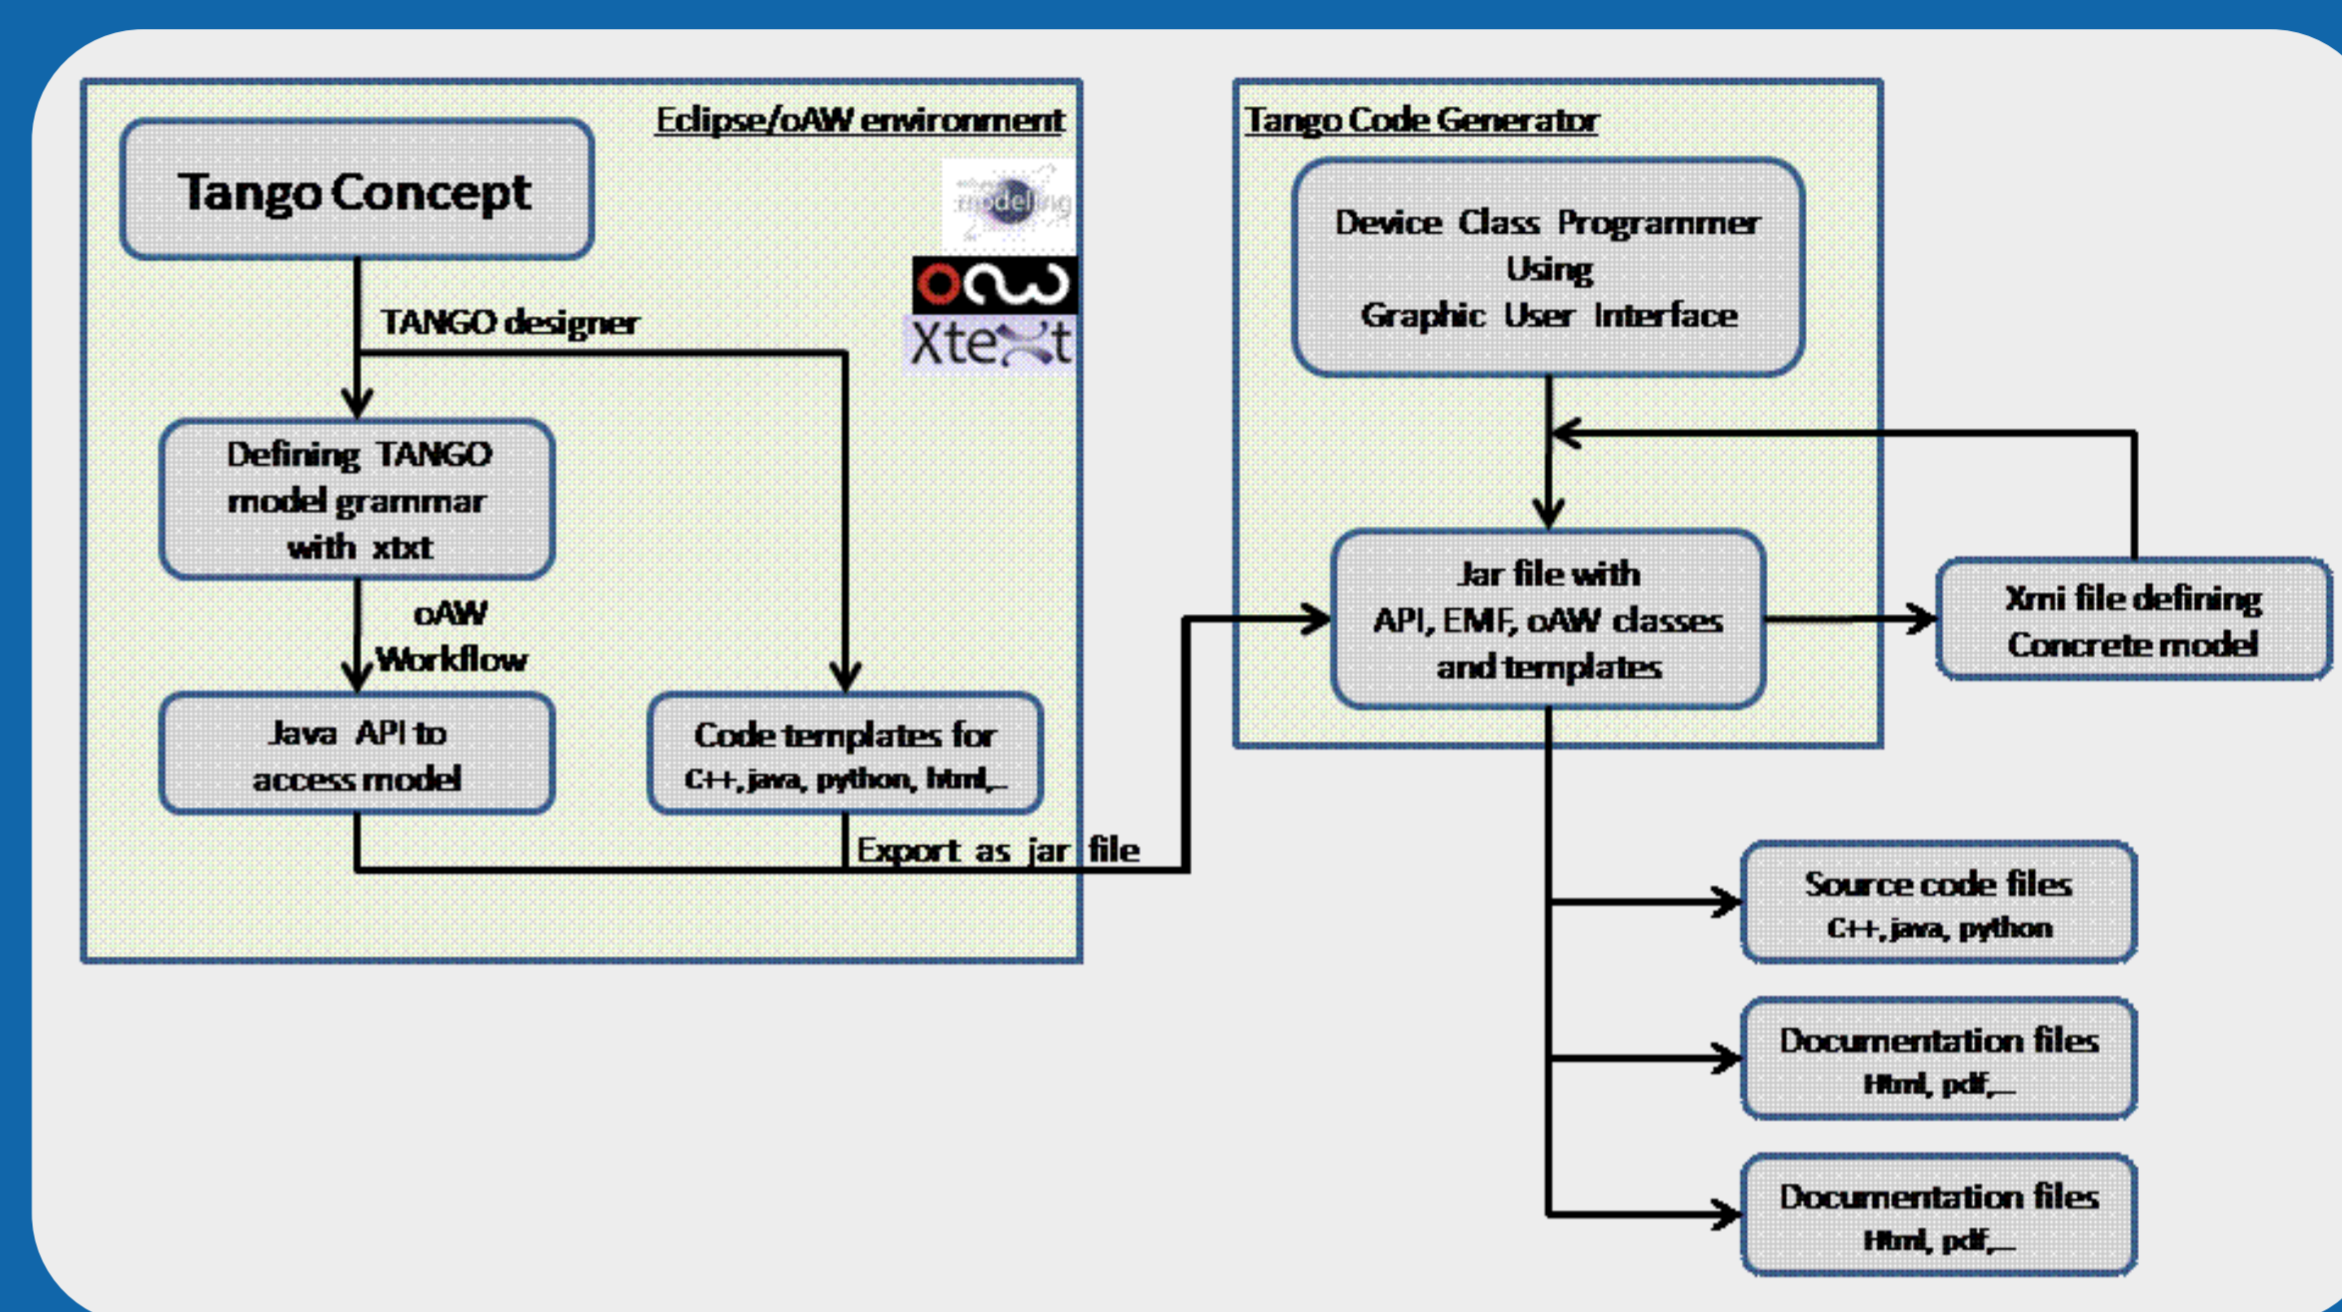 Eclipse/oAW environment
Tango Concept
modeling
oaw
Xtext
TANGO designer
Defining TANGO
model grammar
with xtxt
oAW
Workflow
Java API to
access model
Code templates for
C++, java, python, html,...
Export as jar file
Tango Code Generator
Device Class Programmer
Using
Graphic User Interface
Jar file with
API, EMF, oAW classes
and templates
Xmi file defining
Concrete model
Source code files
C++, java, python
Documentation files
Html, pdf,...
Documentation files
Html, pdf,...